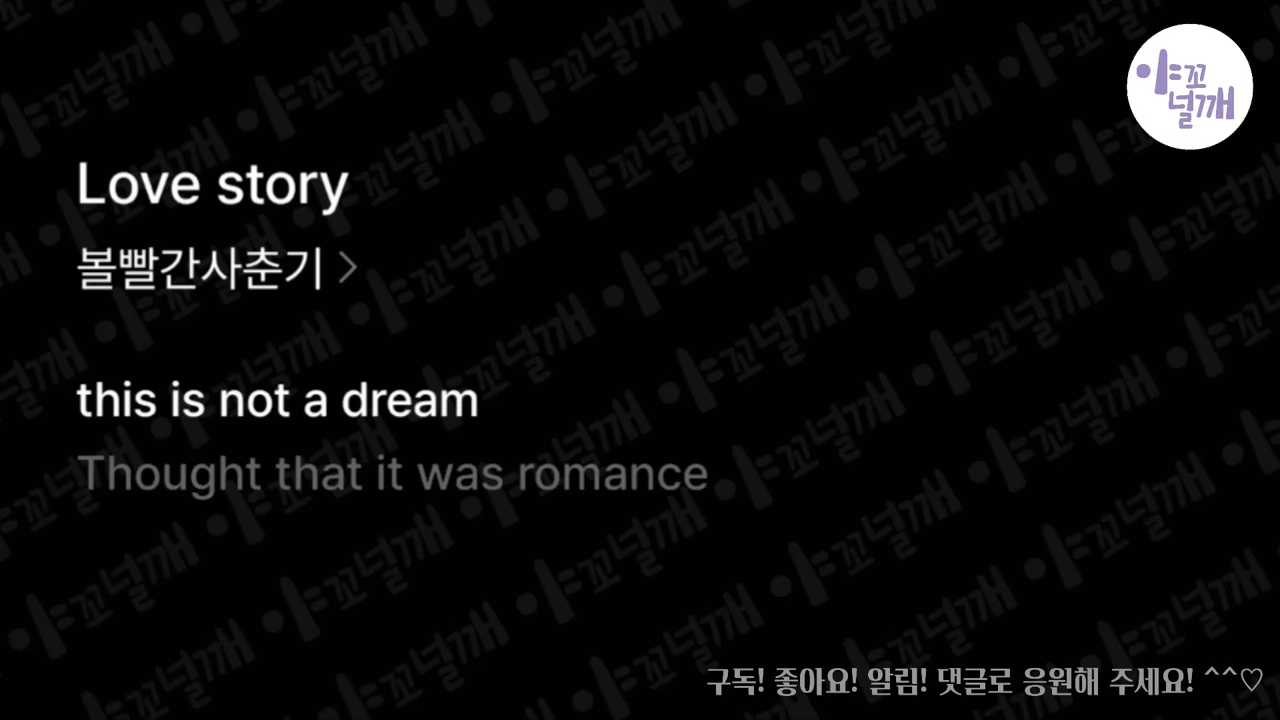 야꼬
널깨
Love story
볼빨간사춘기 >
this is not a dream
Thought that it was romance
구독! 좋아요! 알림! 댓글로 응원해 주세요! ^^♡